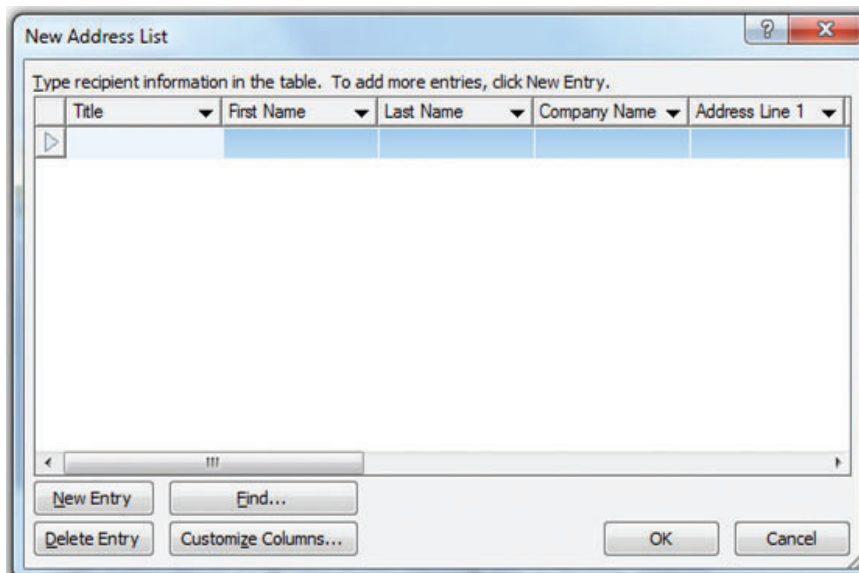 New Address List
Type recipient information in the table. To add more entries, click New Entry.
Title First Name Last Name Company Name Address Line 1
New Entry Find...
Delete Entry Customize Columns... OK Cancel